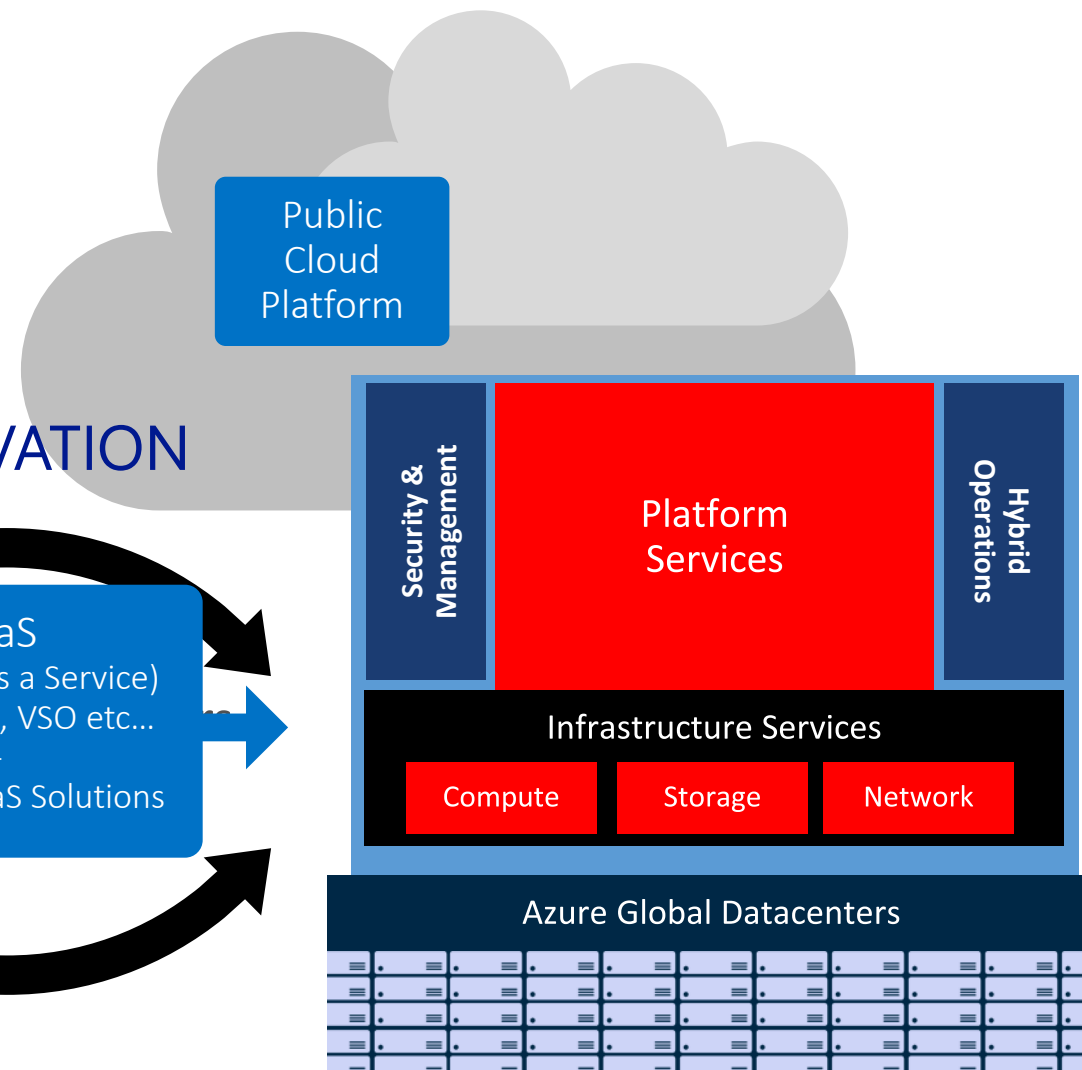 Public
Cloud
Platform
VATION
Security &
Management
Platform
Services
Hybrid
Operations
aS
s a Service)
, VSO etc...
aS Solutions
Infrastructure Services
Compute
Storage
Network
Azure Global Datacenters